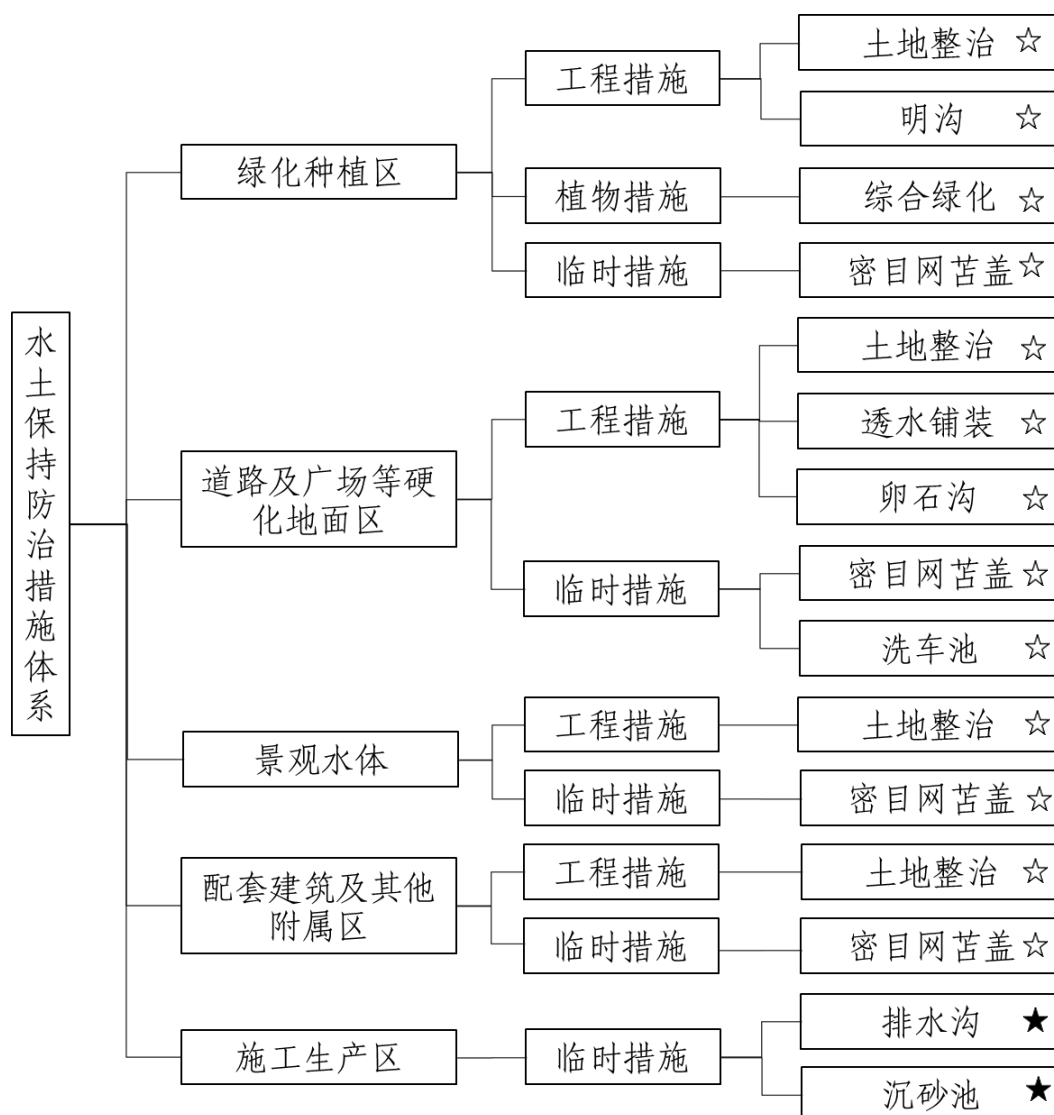 水土保持防治措施体系
绿化种植区
工程措施
土地整治 ☆
明沟 ☆
植物措施
综合绿化 ☆
临时措施
密目网苫盖 ☆
道路及广场等硬
化地面区
工程措施
土地整治 ☆
透水铺装 ☆
卵石沟 ☆
临时措施
密目网苫盖 ☆
洗车池 ☆
景观水体
工程措施
土地整治 ☆
临时措施
密目网苫盖 ☆
配套建筑及其他
附属区
工程措施
土地整治 ☆
临时措施
密目网苫盖 ☆
施工生产区
临时措施
排水沟 ★
沉砂池 ★